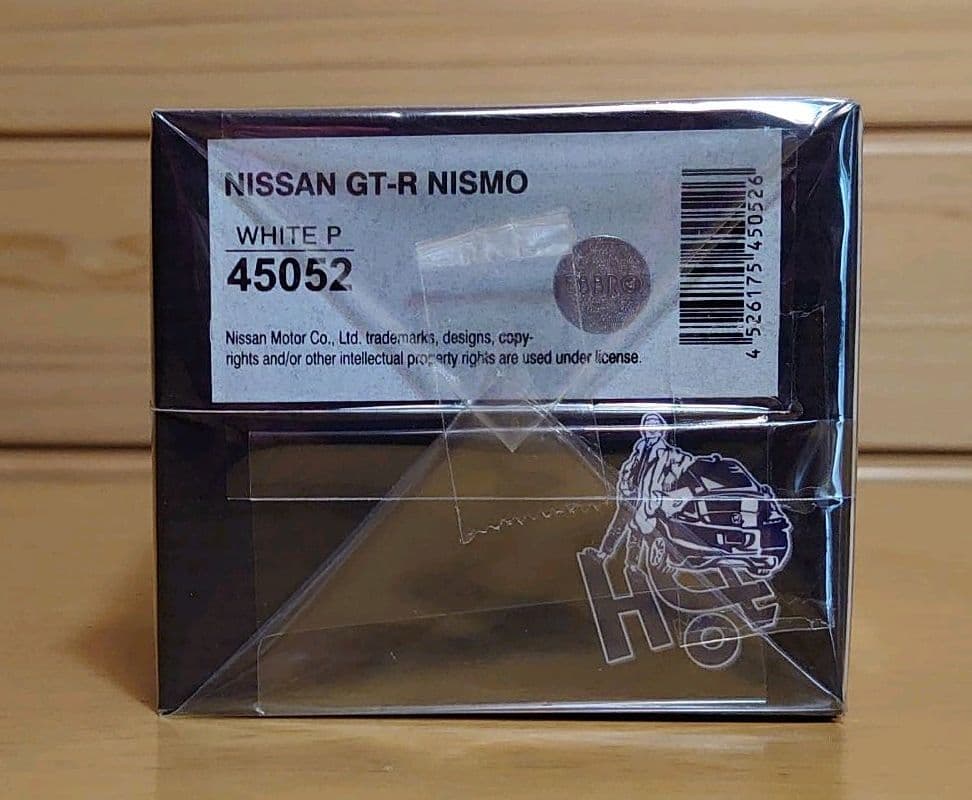 NISSAN GT-R NISMO
WHITE P
45052
EBBRO
Nissan Motor Co., Ltd. trademarks, designs, copy-
rights and/or other intellectual property rights are used under license.
4 526175 450526